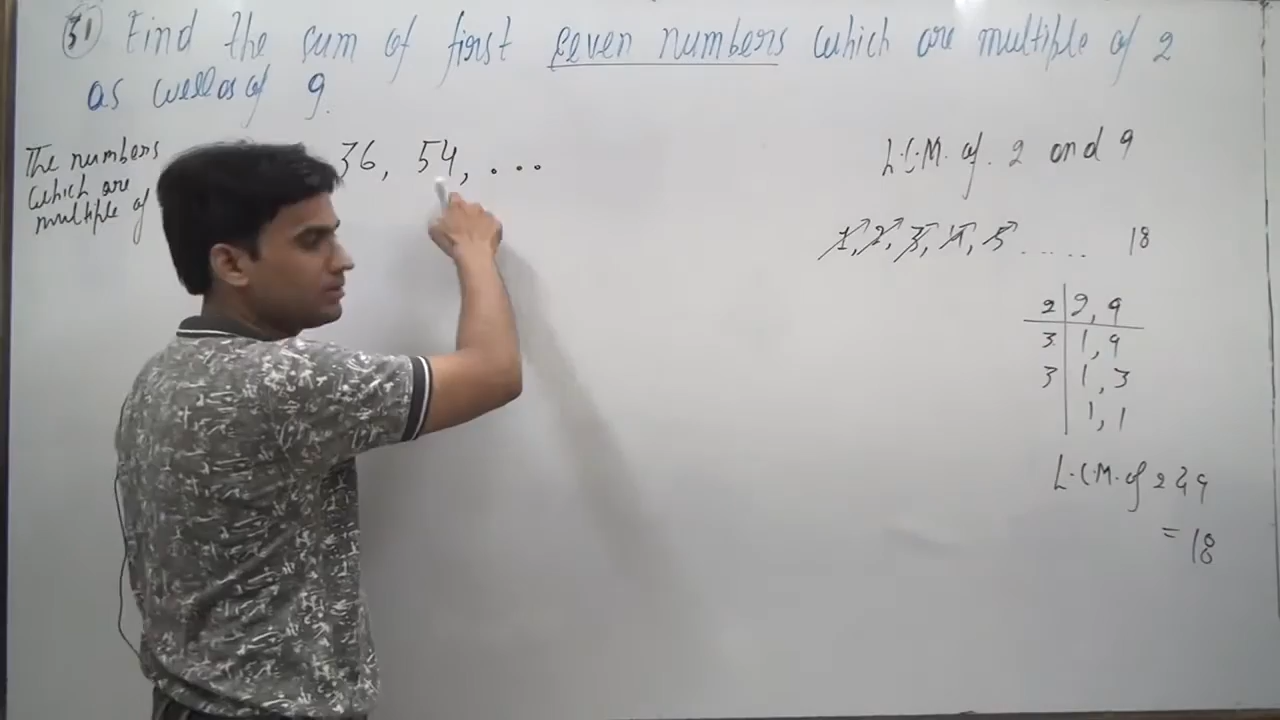 31 Find the sum of first seven numbers which are multiple of 2
as well as of 9.
The numbers
which are
multiple of
36, 54, ...
L.C.M. of. 2 and 9
1, 2, 3, 4, 5 ..... 18
2 2, 9
3 1, 9
3 1, 3
1, 1
L.C.M. of 2 & 9
= 18